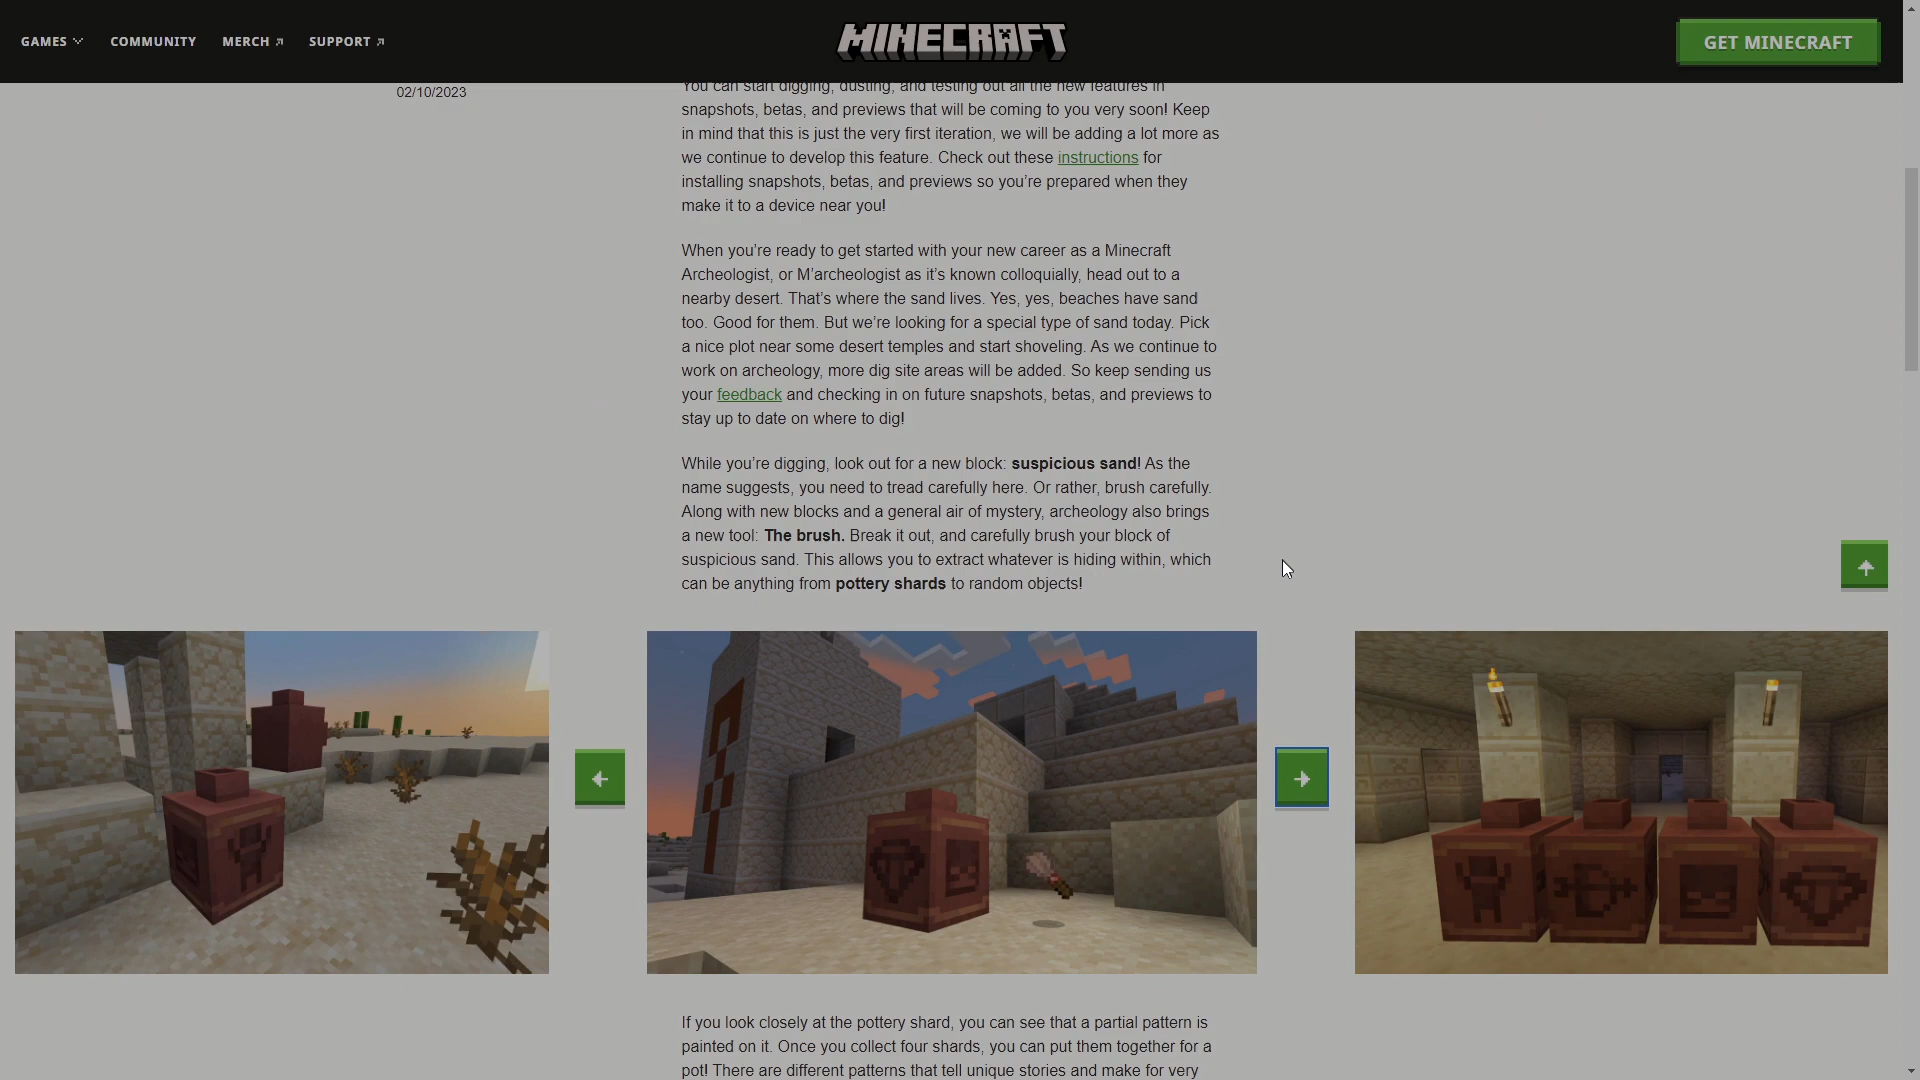 GAMES
COMMUNITY
MERCH
SUPPORT
MINECRAFT
GET MINECRAFT
02/10/2023
You can start digging, dusting, and testing out all the new features in
snapshots, betas, and previews that will be coming to you very soon! Keep
in mind that this is just the very first iteration, we will be adding a lot more as
we continue to develop this feature. Check out these instructions for
installing snapshots, betas, and previews so you’re prepared when they
make it to a device near you!
When you’re ready to get started with your new career as a Minecraft
Archeologist, or M’archeologist as it’s known colloquially, head out to a
nearby desert. That’s where the sand lives. Yes, yes, beaches have sand
too. Good for them. But we’re looking for a special type of sand today. Pick
a nice plot near some desert temples and start shoveling. As we continue to
work on archeology, more dig site areas will be added. So keep sending us
your feedback and checking in on future snapshots, betas, and previews to
stay up to date on where to dig!
While you’re digging, look out for a new block: suspicious sand! As the
name suggests, you need to tread carefully here. Or rather, brush carefully.
Along with new blocks and a general air of mystery, archeology also brings
a new tool: The brush. Break it out, and carefully brush your block of
suspicious sand. This allows you to extract whatever is hiding within, which
can be anything from pottery shards to random objects!
If you look closely at the pottery shard, you can see that a partial pattern is
painted on it. Once you collect four shards, you can put them together for a
pot! There are different patterns that tell unique stories and make for very